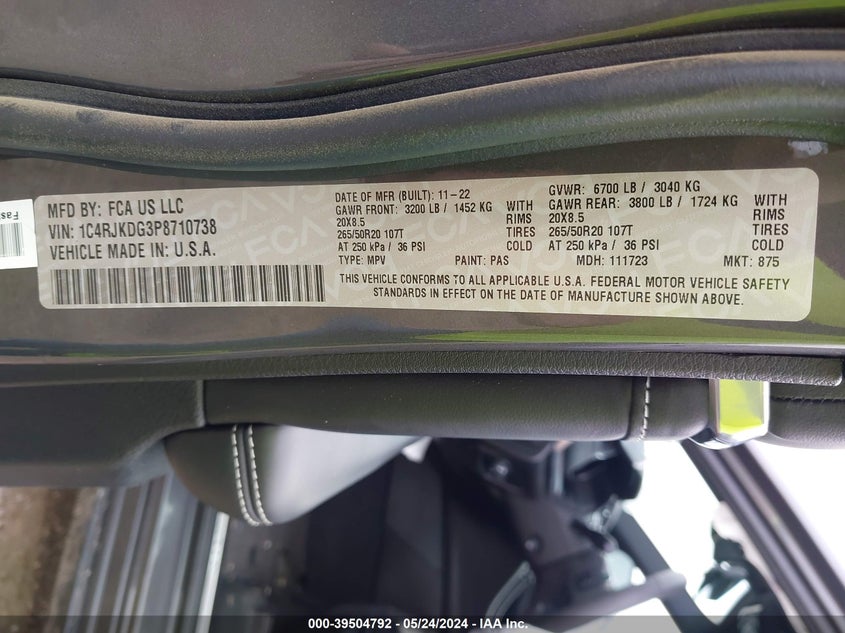 MFD BY: FCA US LLC
VIN: 1C4RJKDG3P8710738
VEHICLE MADE IN: U.S.A.
DATE OF MFR (BUILT): 11-22
GVWR: 6700 LB / 3040 KG
GAWR FRONT: 3200 LB / 1452 KG WITH
GAWR REAR: 3800 LB / 1724 KG WITH
20X8.5 RIMS
20X8.5 RIMS
265/50R20 107T TIRES
265/50R20 107T TIRES
AT 250 kPa / 36 PSI COLD
AT 250 kPa / 36 PSI COLD
TYPE: MPV PAINT: PAS MDH: 111723 MKT: 875
THIS VEHICLE CONFORMS TO ALL APPLICABLE U.S.A. FEDERAL MOTOR VEHICLE SAFETY
STANDARDS IN EFFECT ON THE DATE OF MANUFACTURE SHOWN ABOVE.
000-39504792 - 05/24/2024 - IAA Inc.